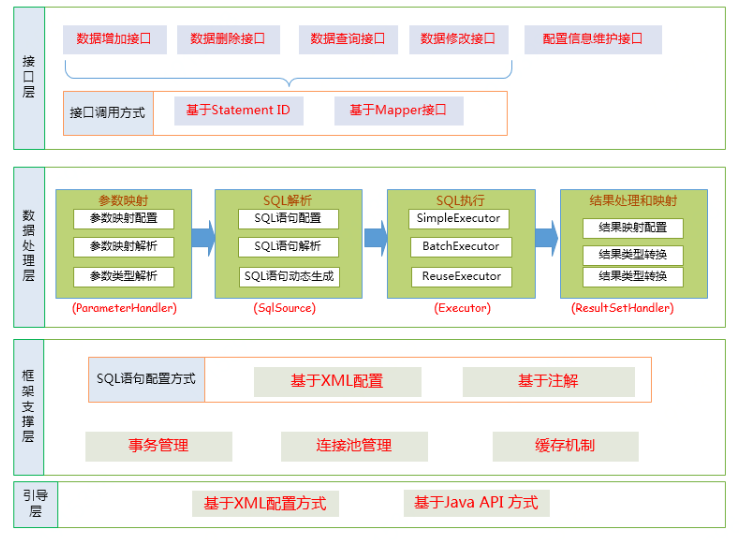 接口层
数据增加接口 数据删除接口 数据查询接口 数据修改接口 配置信息维护接口
接口调用方式 基于Statement ID 基于Mapper接口
数据处理层
参数映射 SQL解析 SQL执行 结果处理和映射
参数映射配置 SQL语句配置 SimpleExecutor 结果映射配置
参数映射解析 SQL语句解析 BatchExecutor 结果类型转换
参数类型解析 SQL语句动态生成 ReuseExecutor 结果类型转换
(ParameterHandler) (SqlSource) (Executor) (ResultSetHandler)
框架支撑层
SQL语句配置方式 基于XML配置 基于注解
事务管理 连接池管理 缓存机制
引导层
基于XML配置方式 基于Java API 方式